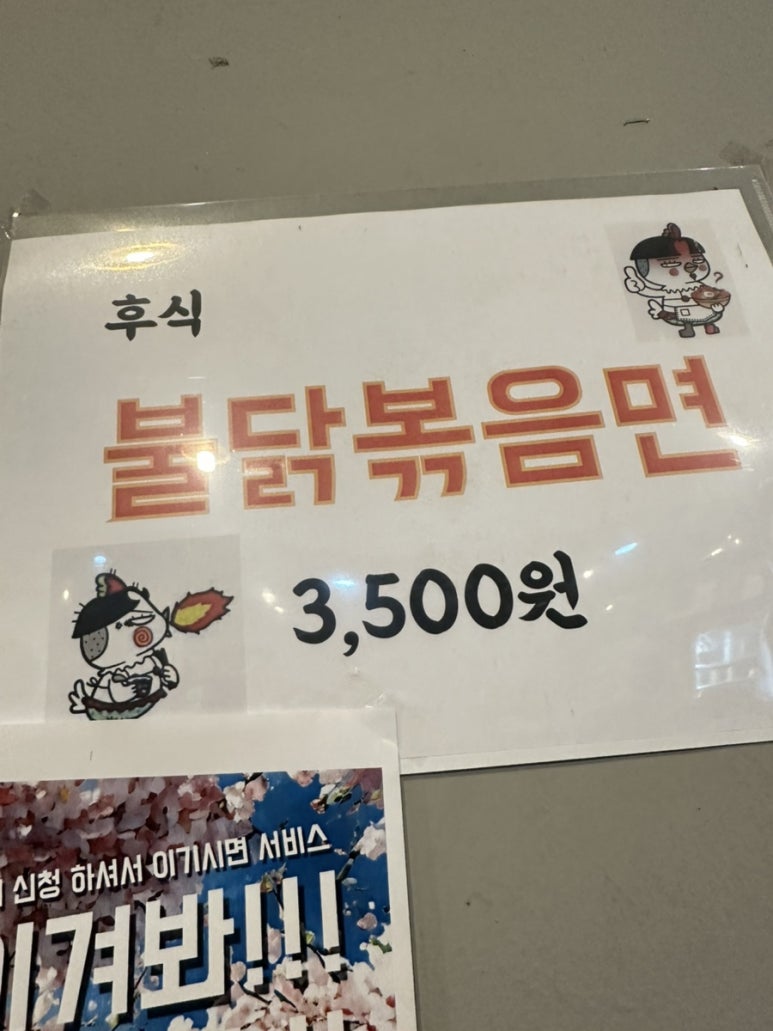 후식
?
불닭볶음면
3,500원
신청 하셔서 이기시면 서비스
이겨봐!!!